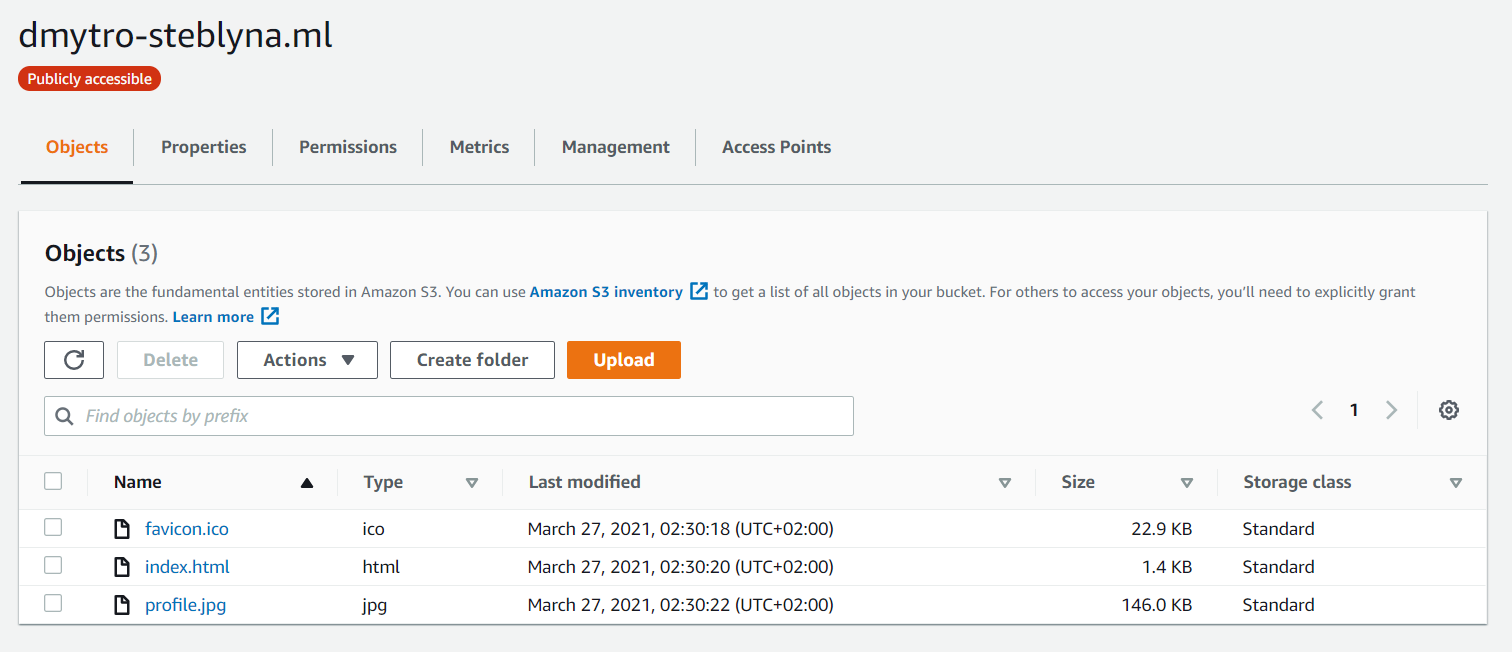 dmytro-steblyna.ml
Publicly accessible
Objects Properties Permissions Metrics Management Access Points
Objects (3)
Objects are the fundamental entities stored in Amazon S3. You can use Amazon S3 inventory to get a list of all objects in your bucket. For others to access your objects, you’ll need to explicitly grant
them permissions. Learn more
Delete Actions Create folder Upload
Find objects by prefix 1
Name Type Last modified Size Storage class
favicon.ico ico March 27, 2021, 02:30:18 (UTC+02:00) 22.9 KB Standard
index.html html March 27, 2021, 02:30:20 (UTC+02:00) 1.4 KB Standard
profile.jpg jpg March 27, 2021, 02:30:22 (UTC+02:00) 146.0 KB Standard